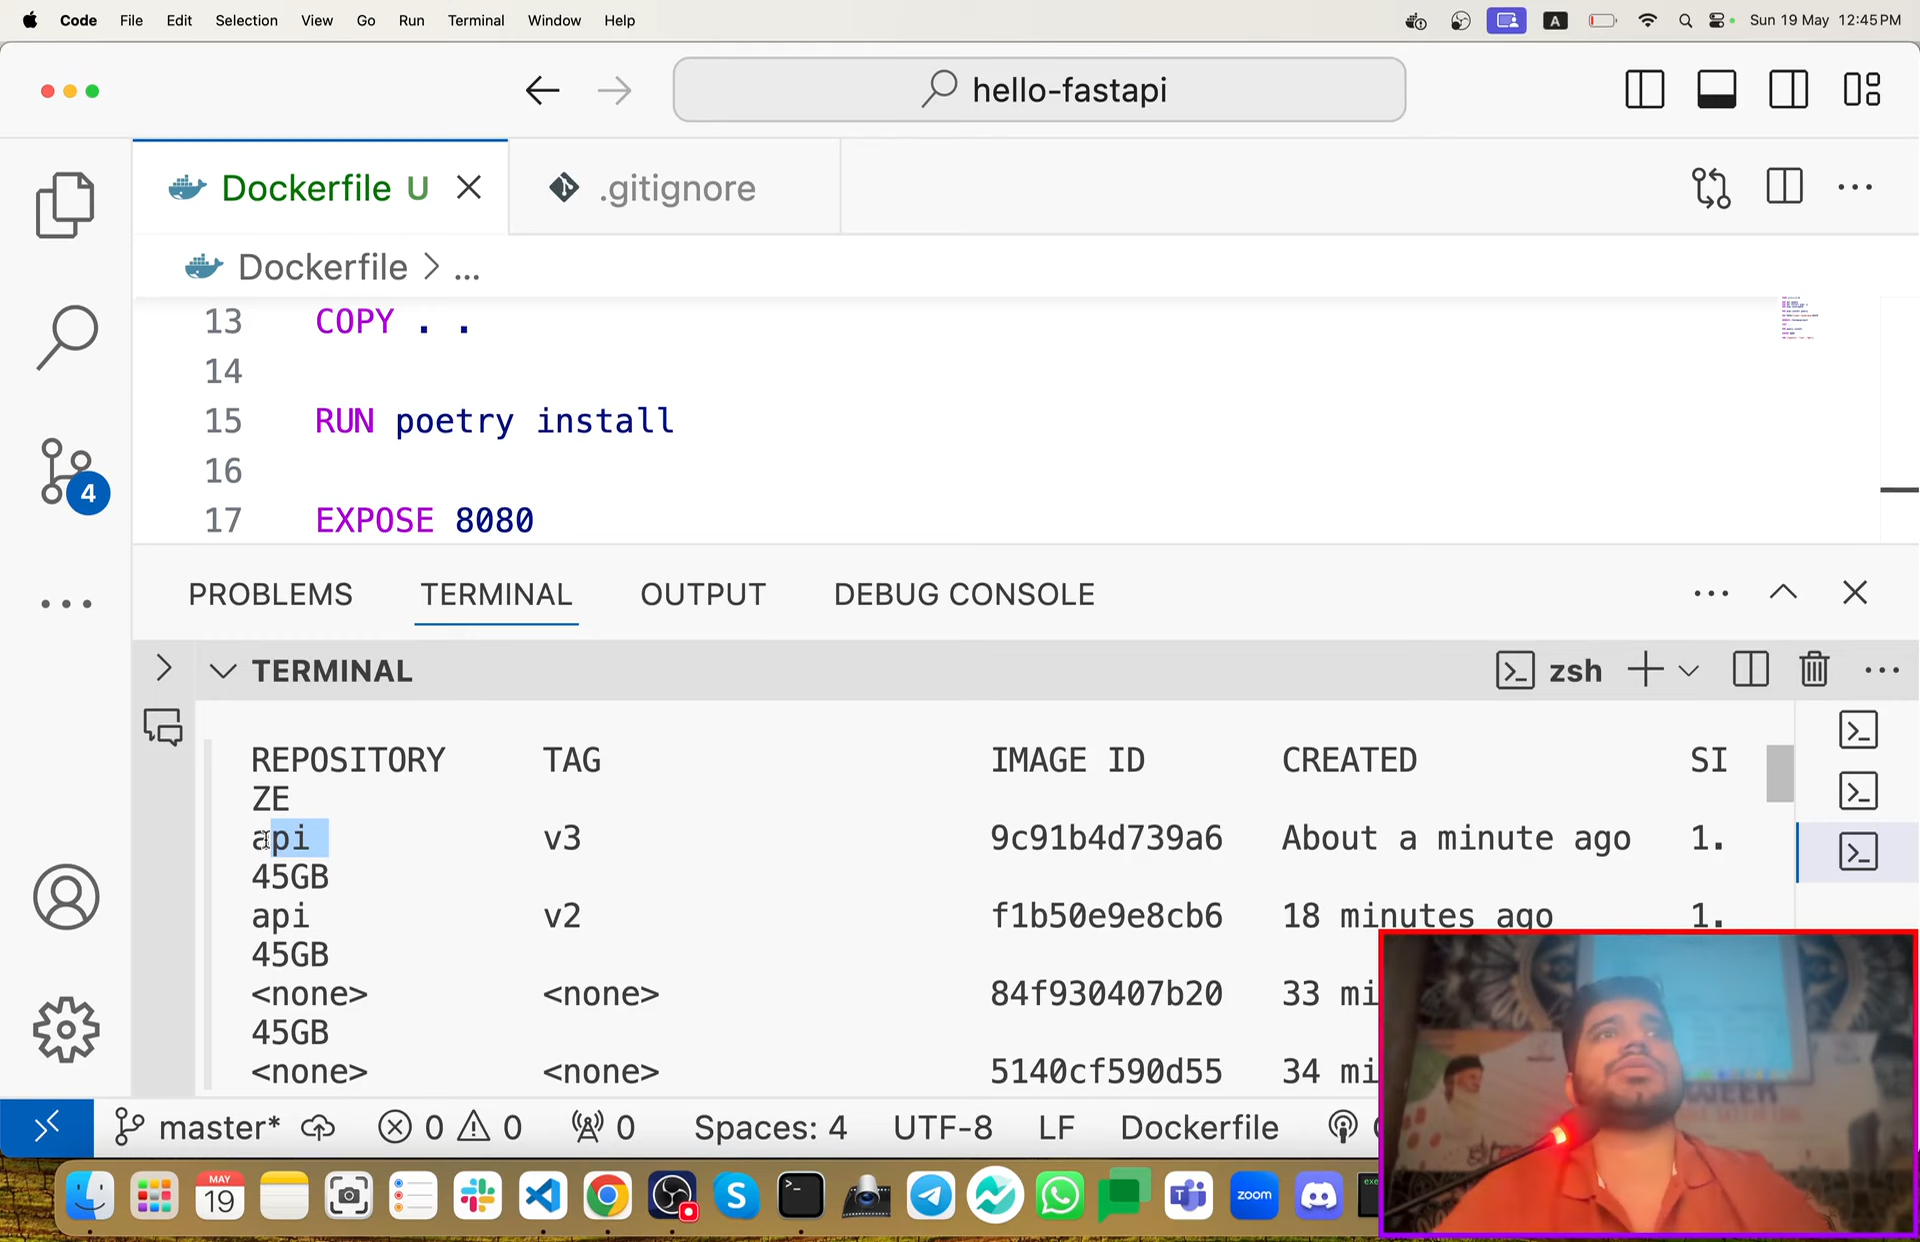 Code File Edit Selection View Go Run Terminal Window Help A Sun 19 May 12:45 PM
hello-fastapi
Dockerfile U .gitignore
Dockerfile > ...
13 COPY . .
14
15 RUN poetry install
16
17 EXPOSE 8080
4
PROBLEMS TERMINAL OUTPUT DEBUG CONSOLE
TERMINAL zsh
REPOSITORY TAG IMAGE ID CREATED SI
ZE
api v3 9c91b4d739a6 About a minute ago 1.
45GB
api v2 f1b50e9e8cb6 18 minutes ago 1.
45GB
<none> <none> 84f930407b20 33 mi
45GB
<none> <none> 5140cf590d55 34 mi
master* 0 0 0 Spaces: 4 UTF-8 LF Dockerfile
MAY
19
zoom
exe